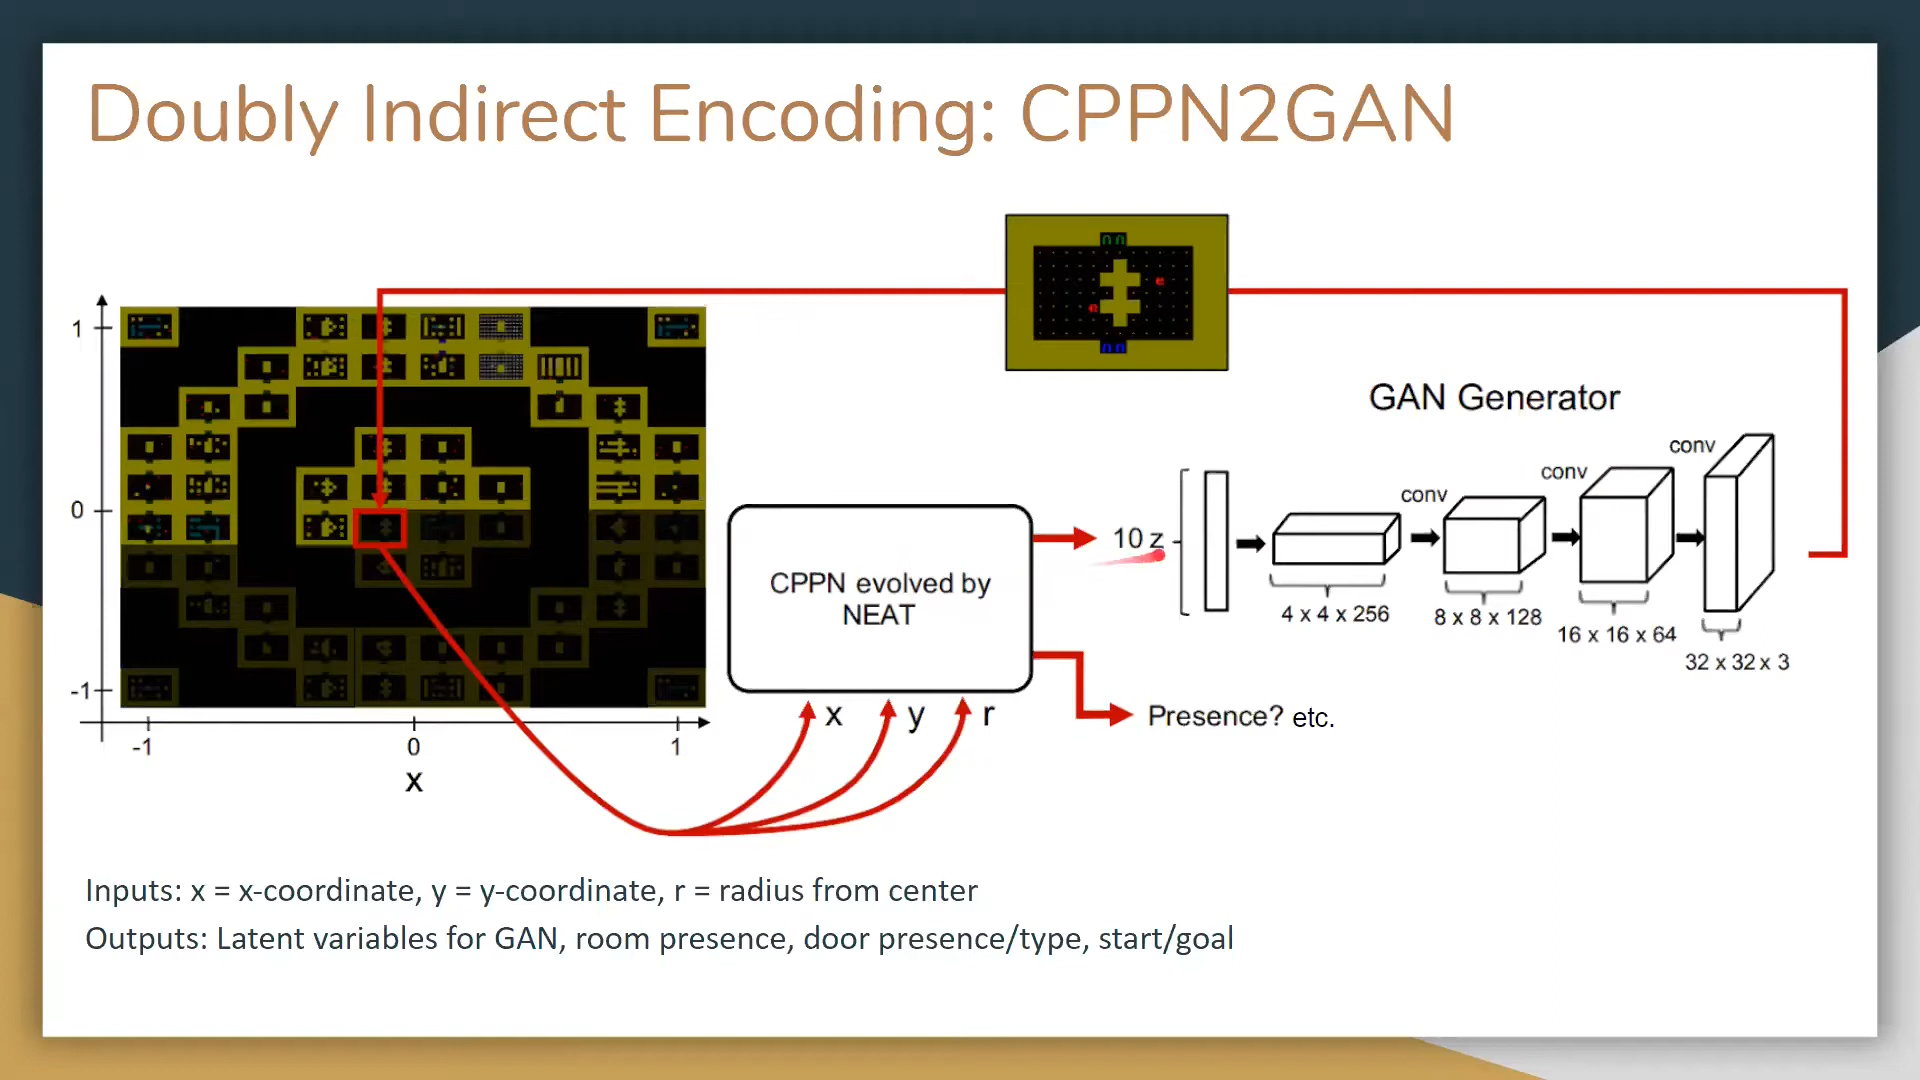 Doubly Indirect Encoding: CPPN2GAN
GAN Generator
1
0
-1
-1
0
1
x
CPPN evolved by
NEAT
x
y
r
10 z
Presence? etc.
conv
conv
conv
4 x 4 x 256
8 x 8 x 128
16 x 16 x 64
32 x 32 x 3
Inputs: x = x-coordinate, y = y-coordinate, r = radius from center
Outputs: Latent variables for GAN, room presence, door presence/type, start/goal